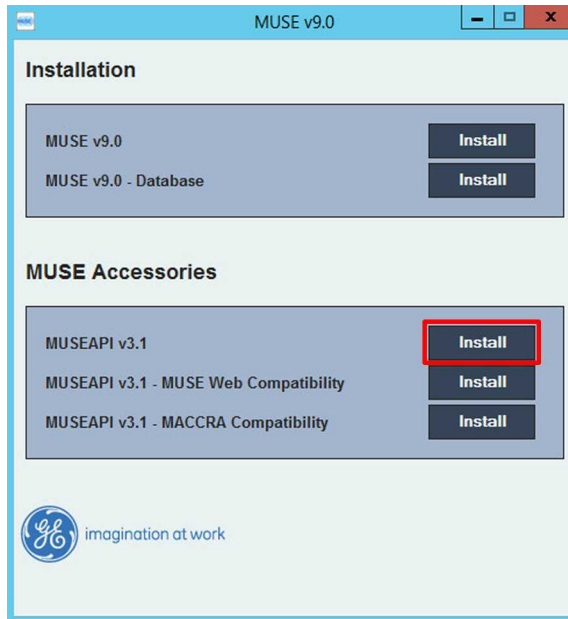 MUSE v9.0
Installation
MUSE v9.0 Install
MUSE v9.0 - Database Install
MUSE Accessories
MUSEAPI v3.1 Install
MUSEAPI v3.1 - MUSE Web Compatibility Install
MUSEAPI v3.1 - MACCRA Compatibility Install
GE imagination at work